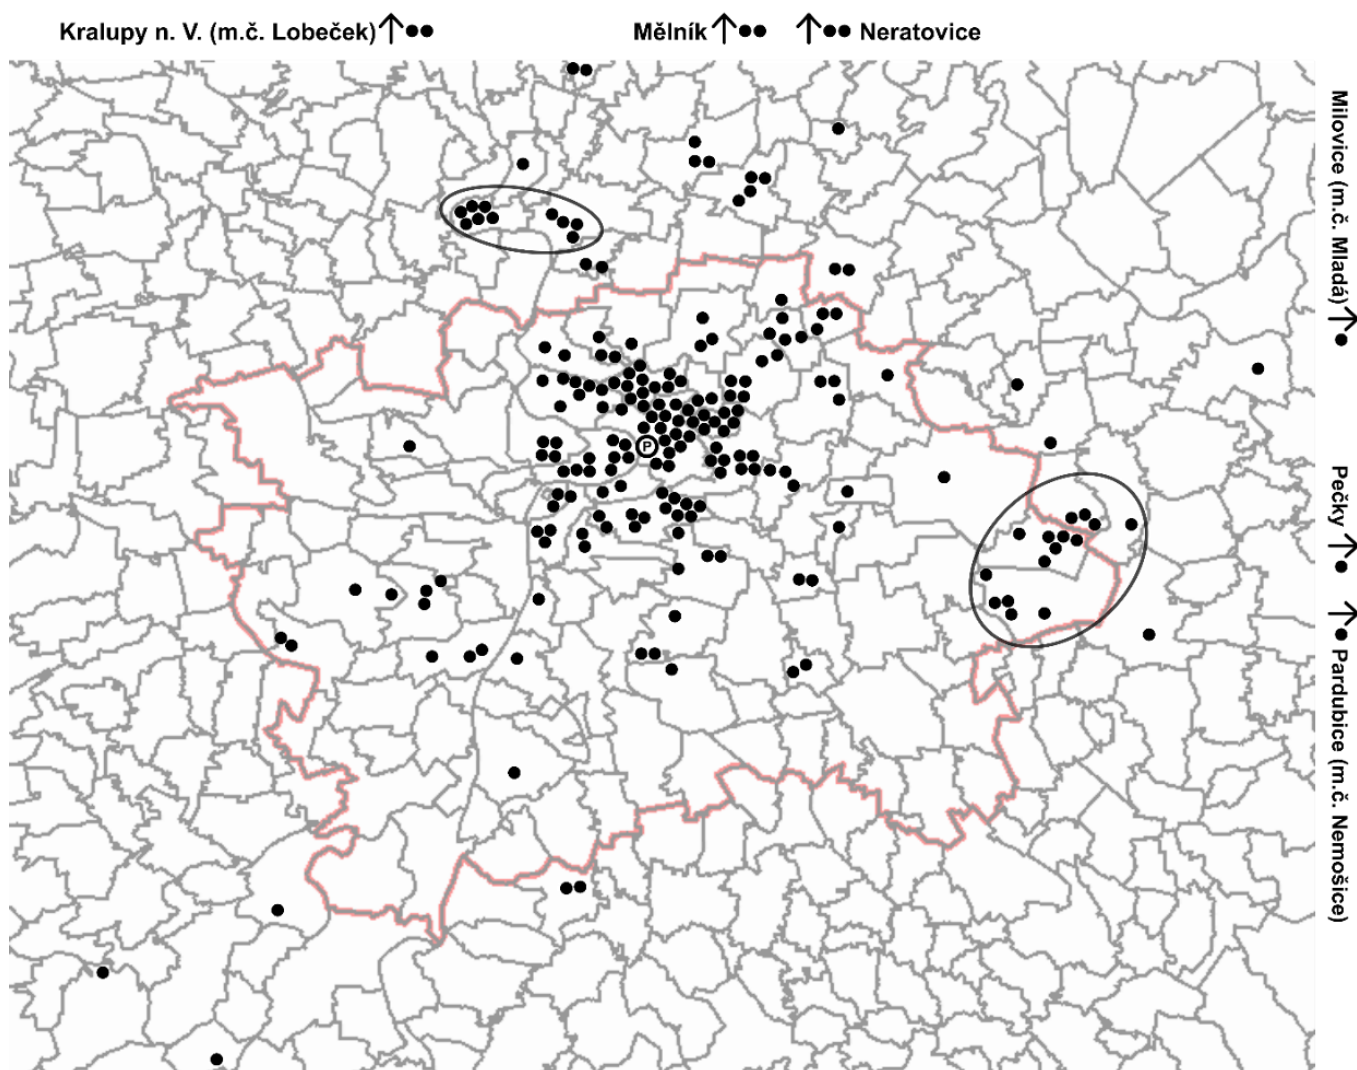 Kralupy n. V. (m.č. Lobeček)
Mělník
Neratovice
Milovice (m.č. Mladá)
Pečky
Pardubice (m.č. Nemošice)
P